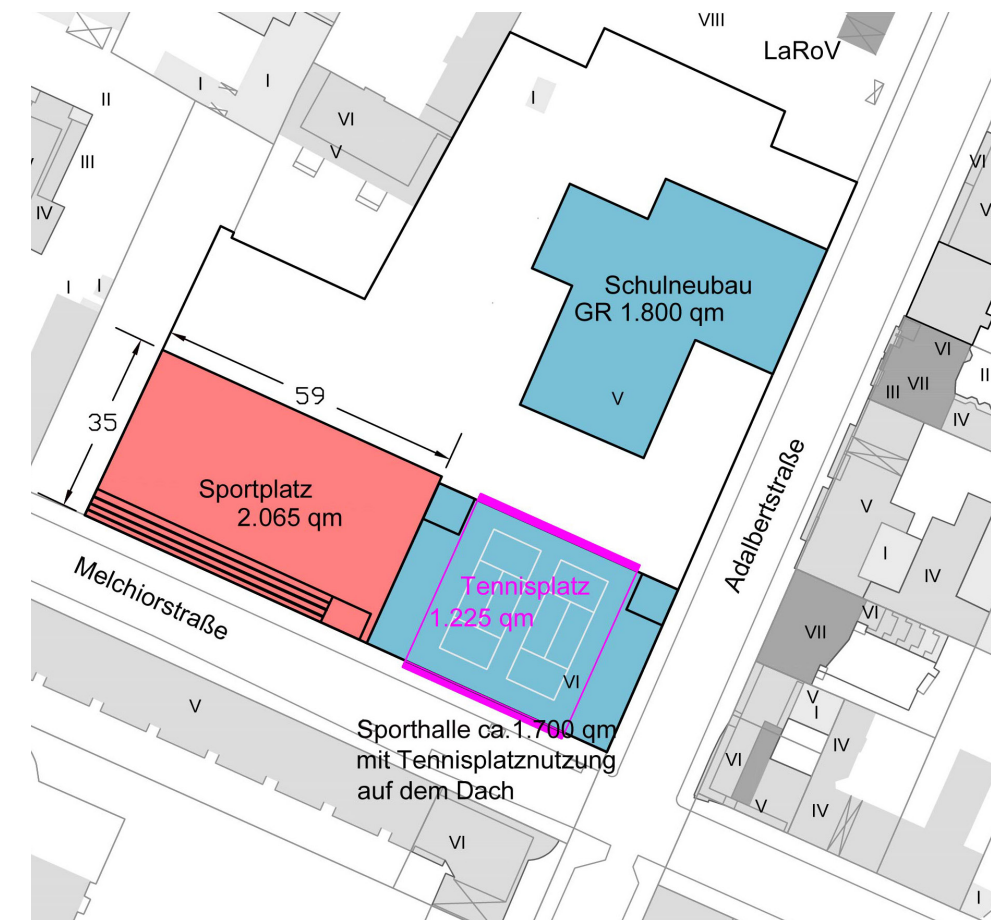 VIII
LaRoV
I
I
I
II
VI
V
III
V
IV
VI
V
I
I
Schulneubau
GR 1.800 qm
V
59
35
Sportplatz
2.065 qm
Tennisplatz
1.225 qm
VI
Melchiorstraße
Adalbertstraße
Sporthalle ca.1.700 qm
mit Tennisplatznutzung
auf dem Dach
VI
VII
III
II
IV
V
I
IV
VI
VII
V
I
IV
VI
V
IV
V
VI
I